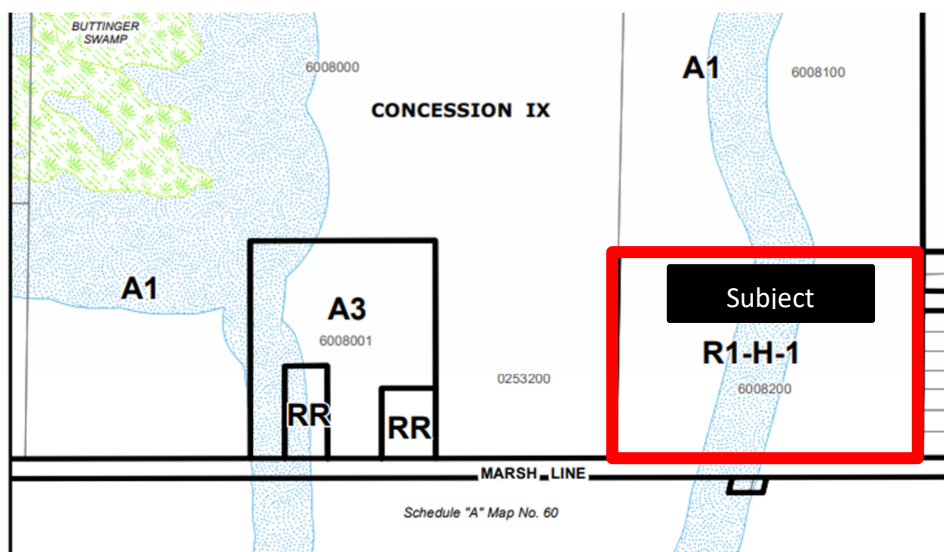 BUTTINGER
SWAMP
6008000
A1
6008100
CONCESSION IX
A1
A3
6008001
Subject
R1-H-1
6008200
0253200
RR
RR
MARSH LINE
Schedule "A" Map No. 60